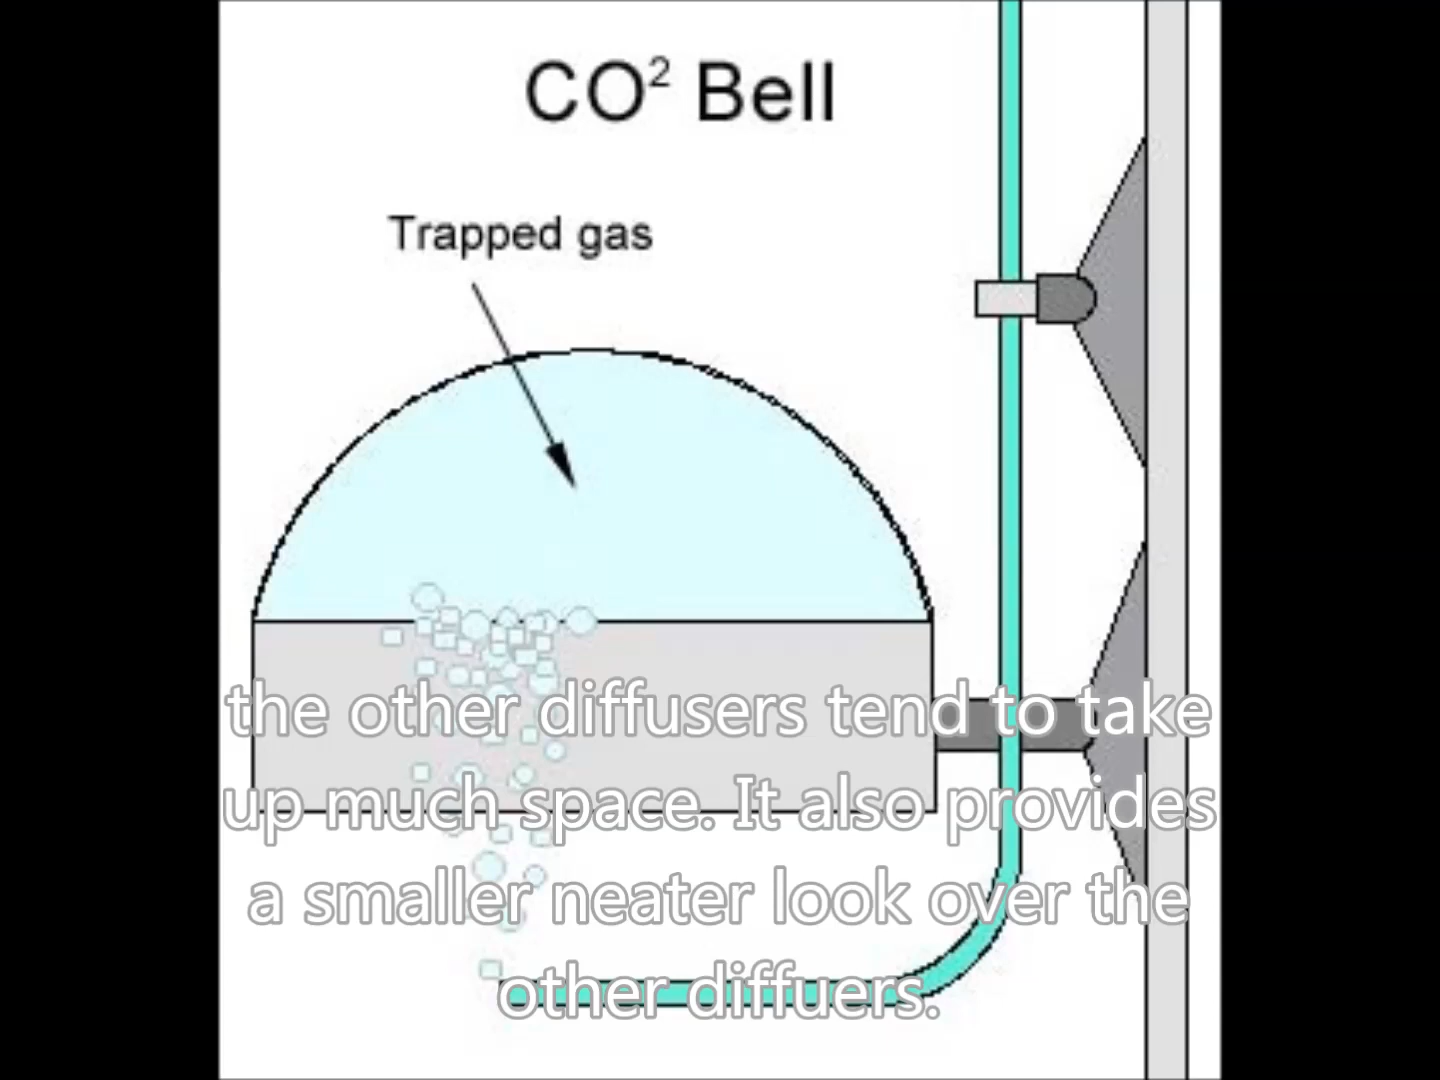 CO² Bell
Trapped gas
the other diffusers tend to take
up much space. It also provides
a smaller neater look over the
other diffuers.